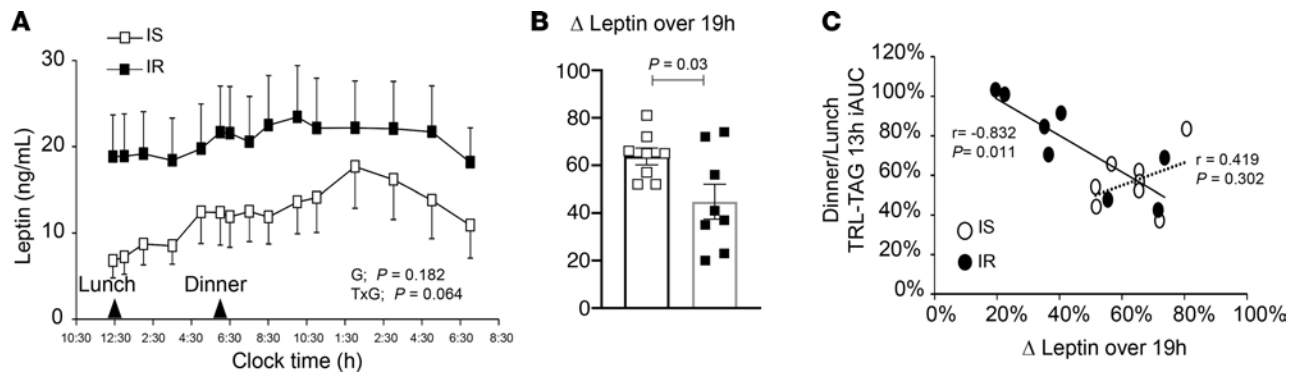 A
IS
IR
30
20
10
0
Leptin (ng/mL)
G; P = 0.182
TxG; P = 0.064
Lunch
Dinner
10:30 12:30 2:30 4:30 6:30 8:30 10:30 1:30 4:30 6:30 8:30
Clock time (h)
B
Δ Leptin over 19h
P = 0.03
100
80
60
40
20
0
C
Dinner/Lunch
TRL-TAG 13h iAUC
120%
100%
80%
60%
40%
20%
0%
r= -0.832
P= 0.011
r = 0.419
P = 0.302
IS
IR
0% 20% 40% 60% 80% 100%
Δ Leptin over 19h